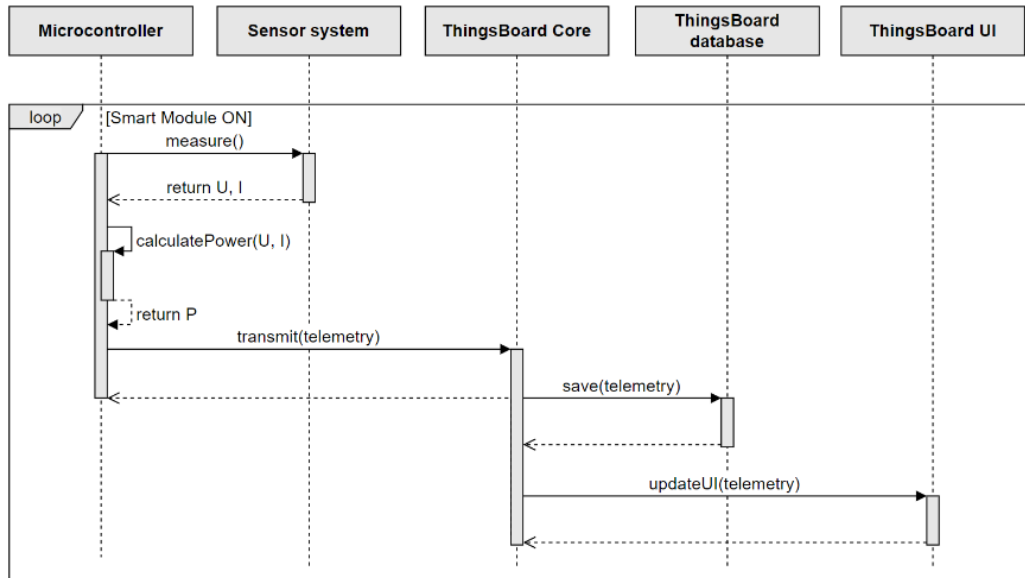 Microcontroller
Sensor system
ThingsBoard Core
ThingsBoard
database
ThingsBoard UI
loop
[Smart Module ON]
measure()
return U, I
calculatePower(U, I)
return P
transmit(telemetry)
save(telemetry)
updateUI(telemetry)